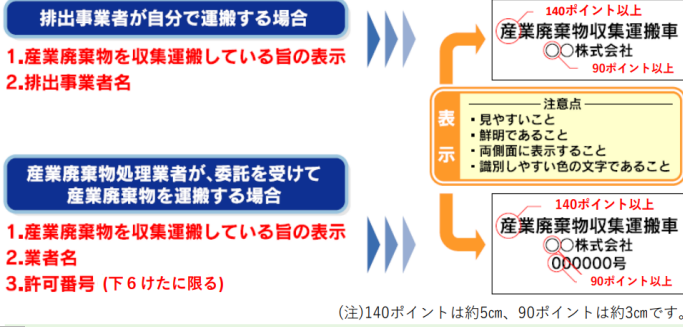 排出事業者が自分で運搬する場合
1.産業廃棄物を収集運搬している旨の表示
2.排出事業者名
140ポイント以上
産業廃棄物収集運搬車
○○株式会社
90ポイント以上
表示
注意点
・見やすいこと
・鮮明であること
・両側面に表示すること
・識別しやすい色の文字であること
産業廃棄物処理業者が、委託を受けて
産業廃棄物を運搬する場合
1.産業廃棄物を収集運搬している旨の表示
2.業者名
3.許可番号 (下6けたに限る)
140ポイント以上
産業廃棄物収集運搬車
○○株式会社
000000号
90ポイント以上
(注)140ポイントは約5㎝、90ポイントは約3㎝です。